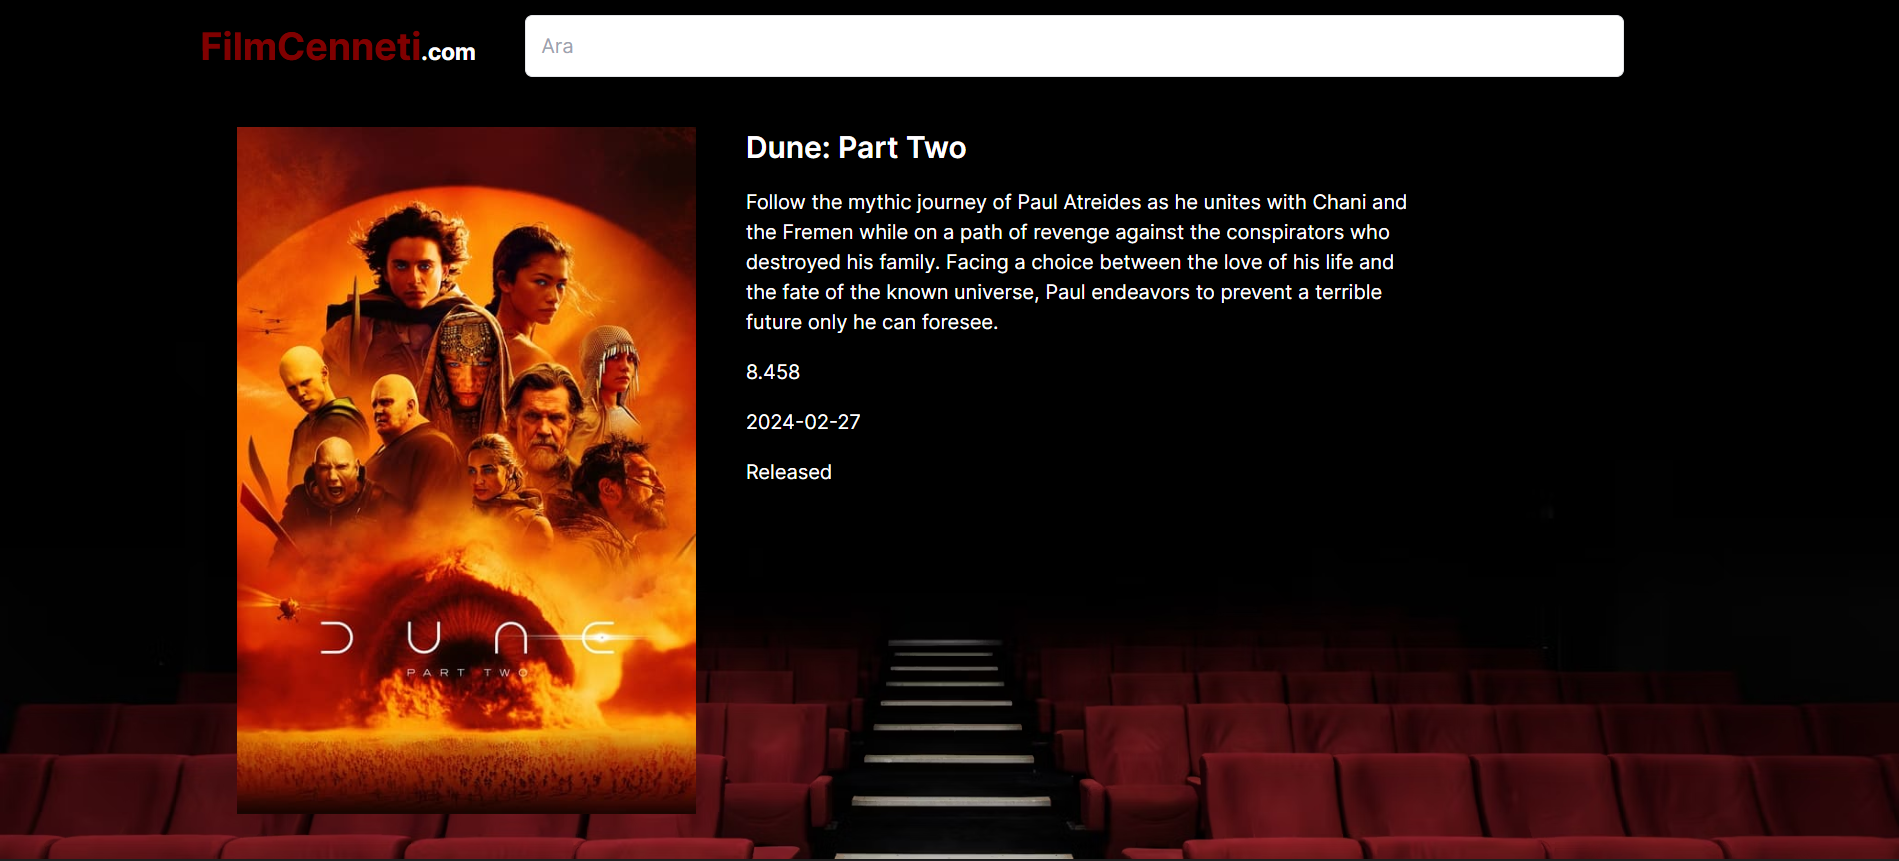 FilmCenneti.com
Ara
Dune: Part Two
Follow the mythic journey of Paul Atreides as he unites with Chani and
the Fremen while on a path of revenge against the conspirators who
destroyed his family. Facing a choice between the love of his life and
the fate of the known universe, Paul endeavors to prevent a terrible
future only he can foresee.
8.458
2024-02-27
Released
DUNE
PART TWO